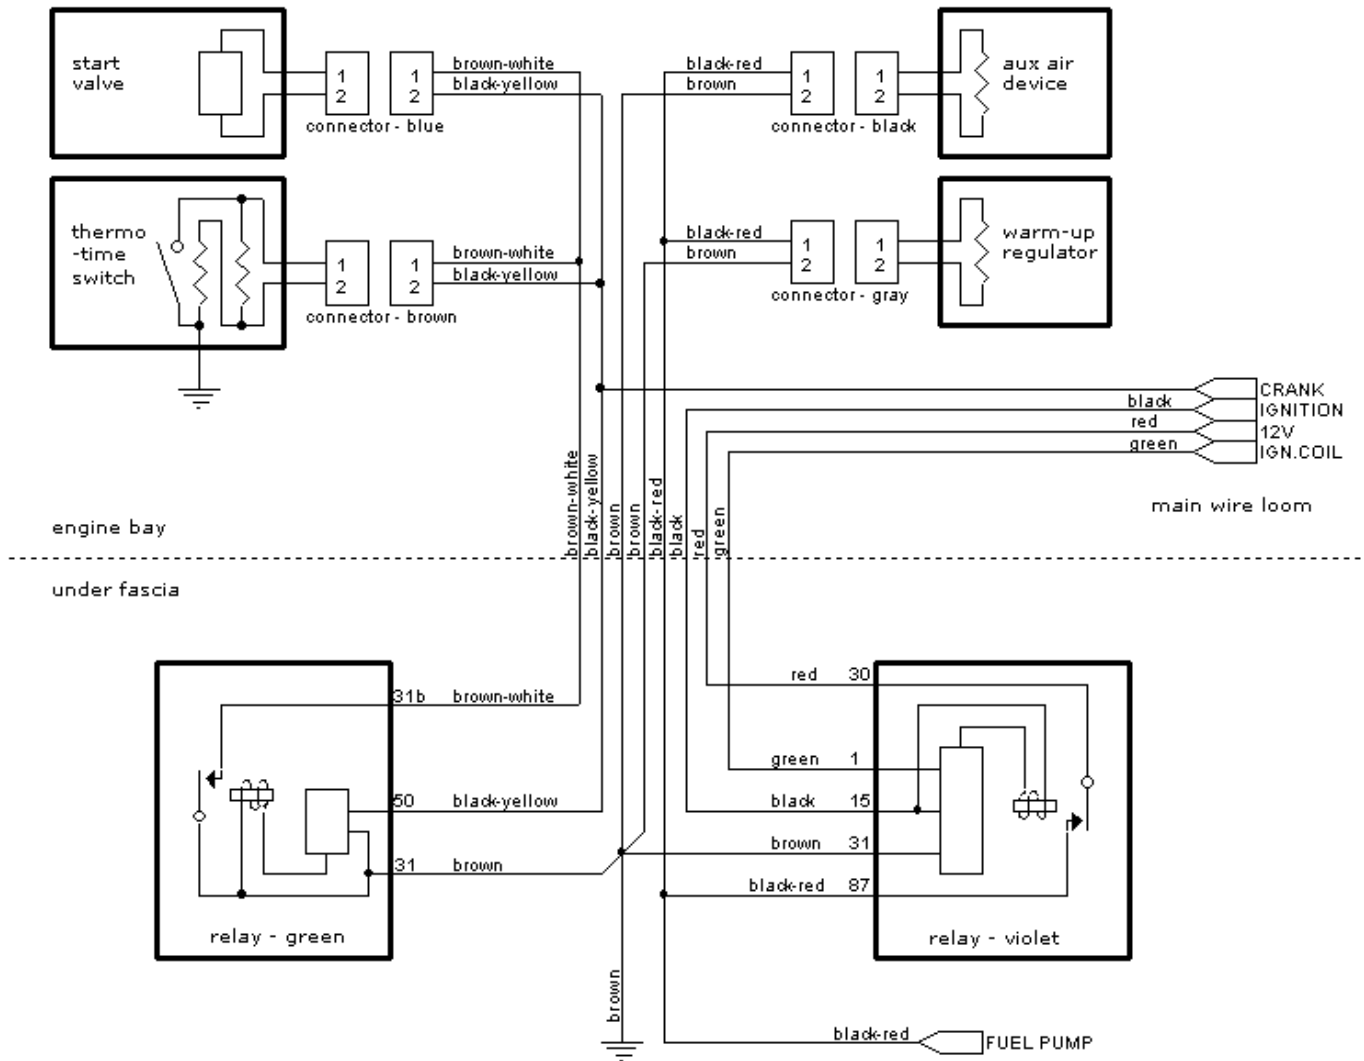 start
valve
1
2
1
2
brown-white
black-yellow
connector - blue
black-red
brown
1
2
1
2
connector - black
aux air
device
thermo
-time
switch
1
2
1
2
brown-white
black-yellow
connector - brown
black-red
brown
1
2
1
2
connector - gray
warm-up
regulator
CRANK
black
IGNITION
red
12V
green
IGN.COIL
main wire loom
brown-white
black-yellow
brown
brown
black-red
black
red
green
engine bay
under fascia
31b
brown-white
50
black-yellow
31
brown
relay - green
red
30
green
1
black
15
brown
31
black-red
87
relay - violet
brown
black-red
FUEL PUMP